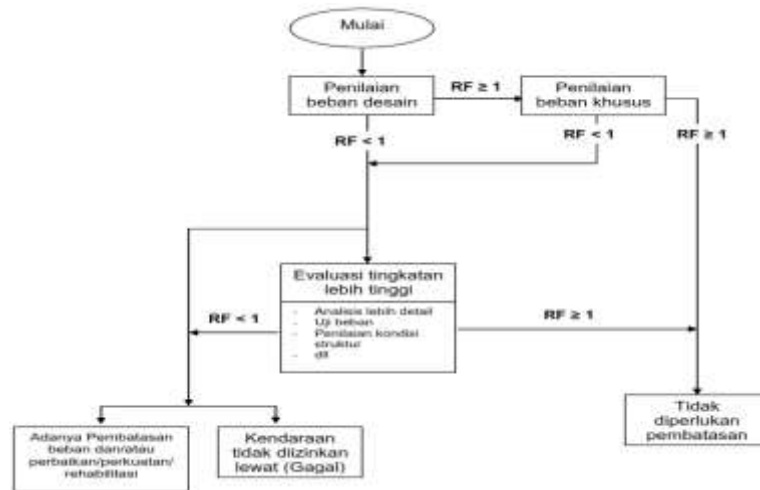 Mulai
Penilaian
beban desain
RF ≥ 1
Penilaian
beban khusus
RF < 1
RF < 1
RF ≥ 1
Evaluasi tingkatan
lebih tinggi
- Analisis lebih detail
- Uji beban
- Penilaian kondisi
struktur
- dll
RF < 1
RF ≥ 1
Adanya Pembatasan
beban dan/atau
perbaikan/perkuatan/
rehabilitasi
Kendaraan
tidak diizinkan
lewat (Gagal)
Tidak
diperlukan
pembatasan